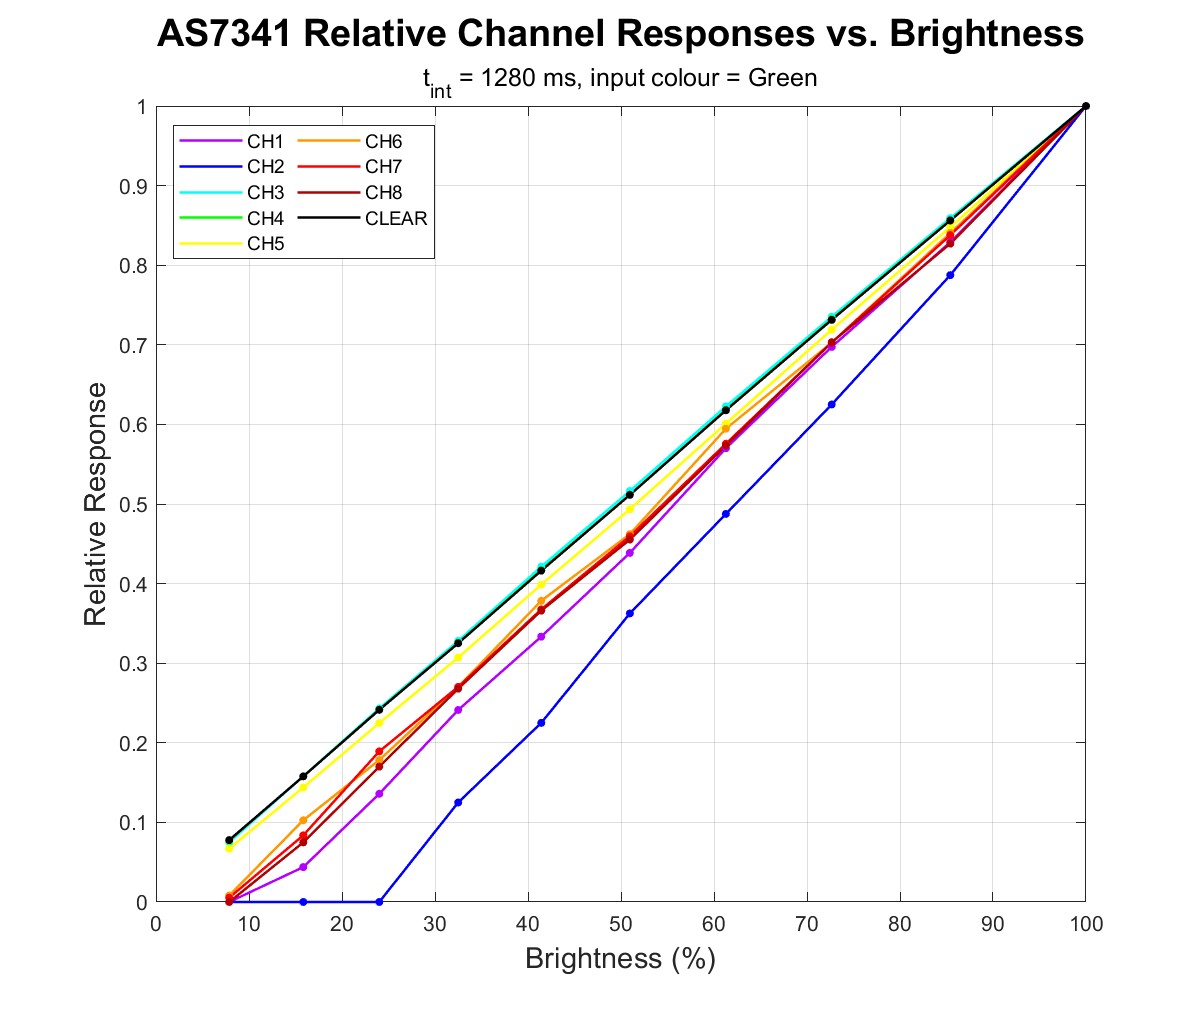 AS7341 Relative Channel Responses vs. Brightness
t_int = 1280 ms, input colour = Green
CH1 CH6
CH2 CH7
CH3 CH8
CH4 CLEAR
CH5
1
0.9
0.8
0.7
0.6
0.5
0.4
0.3
0.2
0.1
0
Relative Response
0 10 20 30 40 50 60 70 80 90 100
Brightness (%)